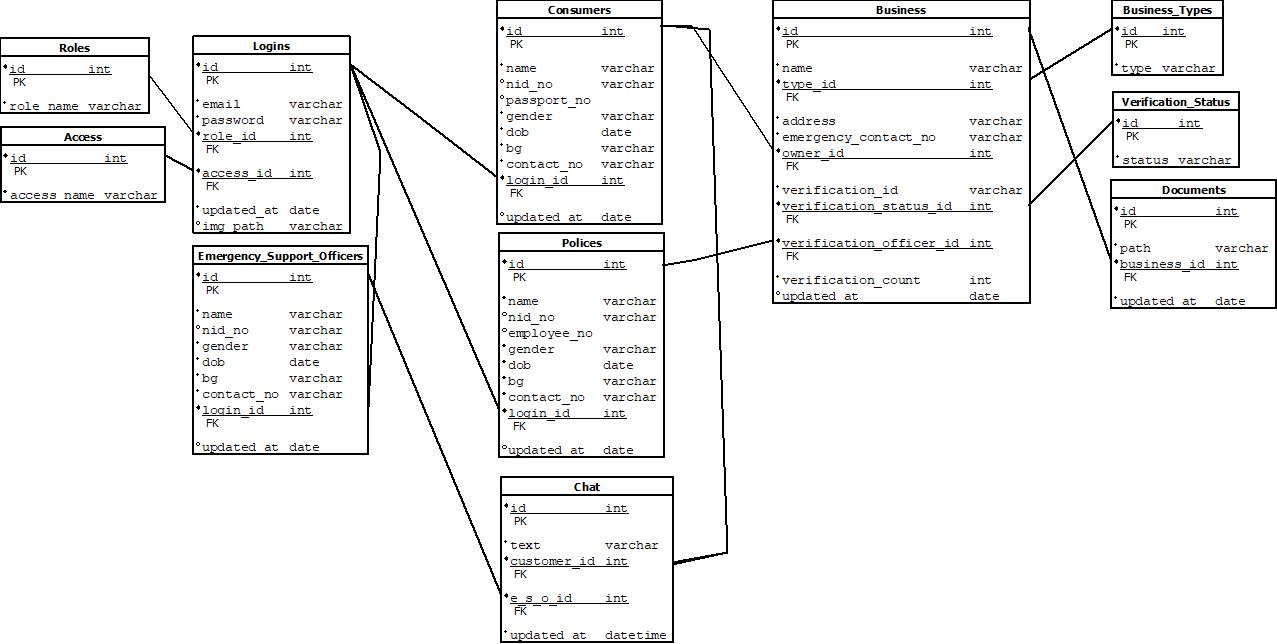 Roles
id int
PK
role_name varchar
Access
id int
PK
access_name varchar
Logins
id int
PK
email varchar
password varchar
role_id int
FK
access_id int
FK
updated_at date
img_path varchar
Emergency_Support_Officers
id int
PK
name varchar
nid_no varchar
gender varchar
dob date
bg varchar
contact_no varchar
login_id int
FK
updated_at date
Consumers
id int
PK
name varchar
nid_no varchar
passport_no
gender varchar
dob date
bg varchar
contact_no varchar
login_id int
FK
updated_at date
Polices
id int
PK
name varchar
nid_no varchar
employee_no
gender varchar
dob date
bg varchar
contact_no varchar
login_id int
FK
updated_at date
Chat
id int
PK
text varchar
customer_id int
FK
e_s_o_id int
FK
updated_at datetime
Business
id int
PK
name varchar
type_id int
FK
address varchar
emergency_contact_no varchar
owner_id int
FK
verification_id varchar
verification_status_id int
FK
verification_officer_id int
FK
verification_count int
updated_at date
Business_Types
id int
PK
type varchar
Verification_Status
id int
PK
status varchar
Documents
id int
PK
path varchar
business_id int
FK
updated_at date